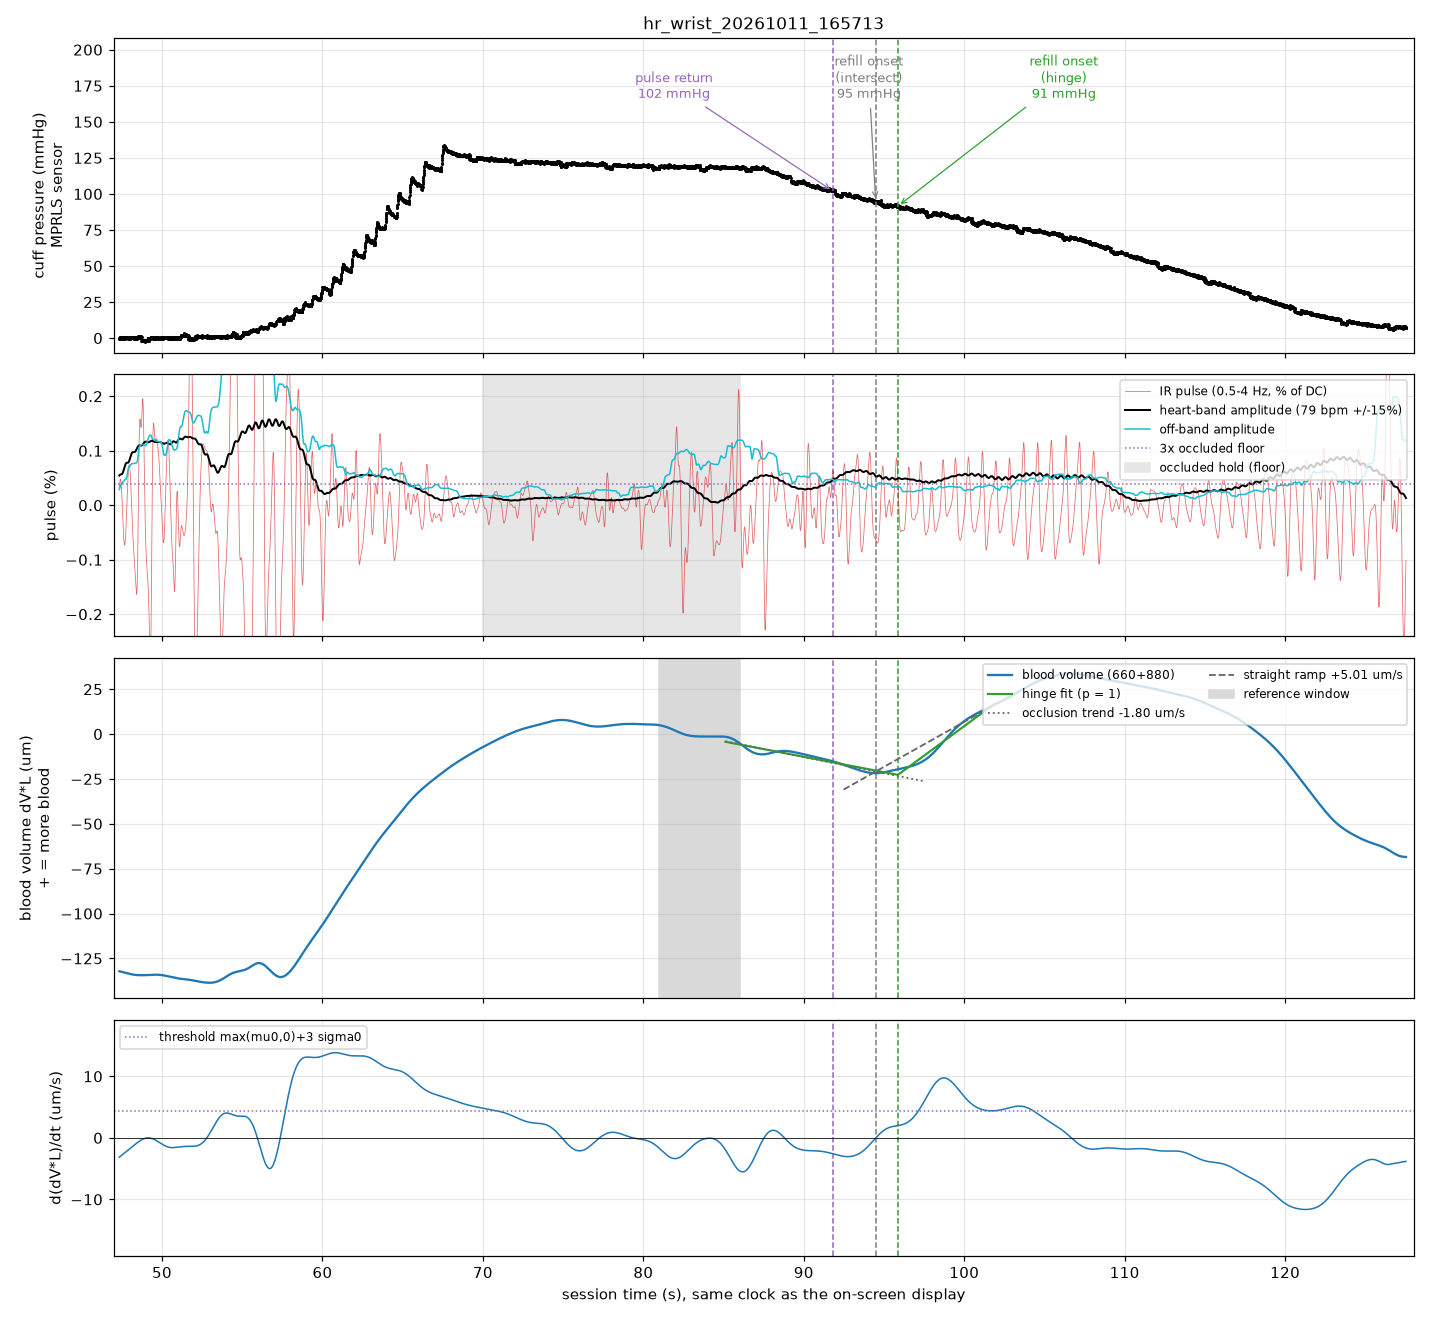 hr_wrist_20261011_165713
200
175
150
125
100
75
50
25
0
cuff pressure (mmHg)
MPRLS sensor
pulse return
102 mmHg
refill onset
(intersect)
95 mmHg
refill onset
(hinge)
91 mmHg
0.2
0.1
0.0
−0.1
−0.2
pulse (%)
IR pulse (0.5-4 Hz, % of DC)
heart-band amplitude (79 bpm +/-15%)
off-band amplitude
3x occluded floor
occluded hold (floor)
25
0
−25
−50
−75
−100
−125
blood volume dV*L (um)
+ = more blood
blood volume (660+880)
hinge fit (p = 1)
occlusion trend -1.80 um/s
straight ramp +5.01 um/s
reference window
10
0
−10
d(dV*L)/dt (um/s)
threshold max(mu0,0)+3 sigma0
50 60 70 80 90 100 110 120
session time (s), same clock as the on-screen display